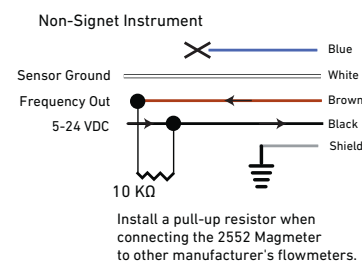 Non-Signet Instrument
Blue
Sensor Ground White
Frequency Out Brown
5-24 VDC Black
Shield
10 KΩ
Install a pull-up resistor when
connecting the 2552 Magmeter
to other manufacturer's flowmeters.